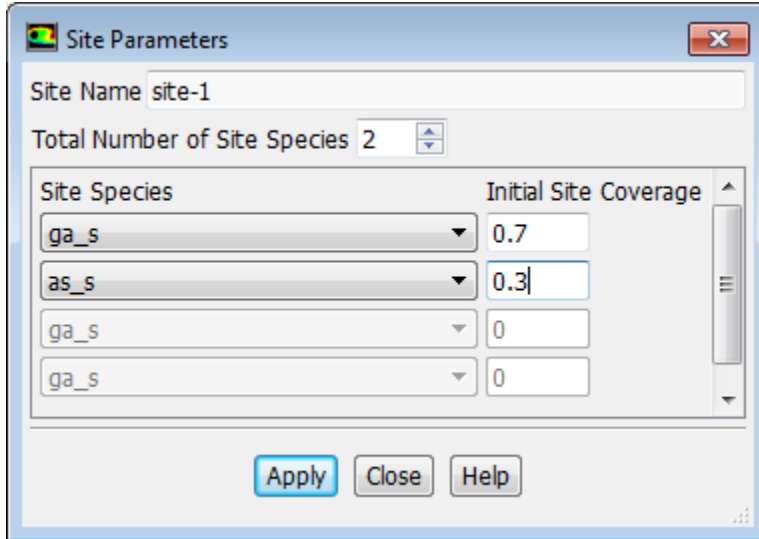 Site Parameters
Site Name site-1
Total Number of Site Species 2
Site Species Initial Site Coverage
ga_s 0.7
as_s 0.3
ga_s 0
ga_s 0
Apply Close Help